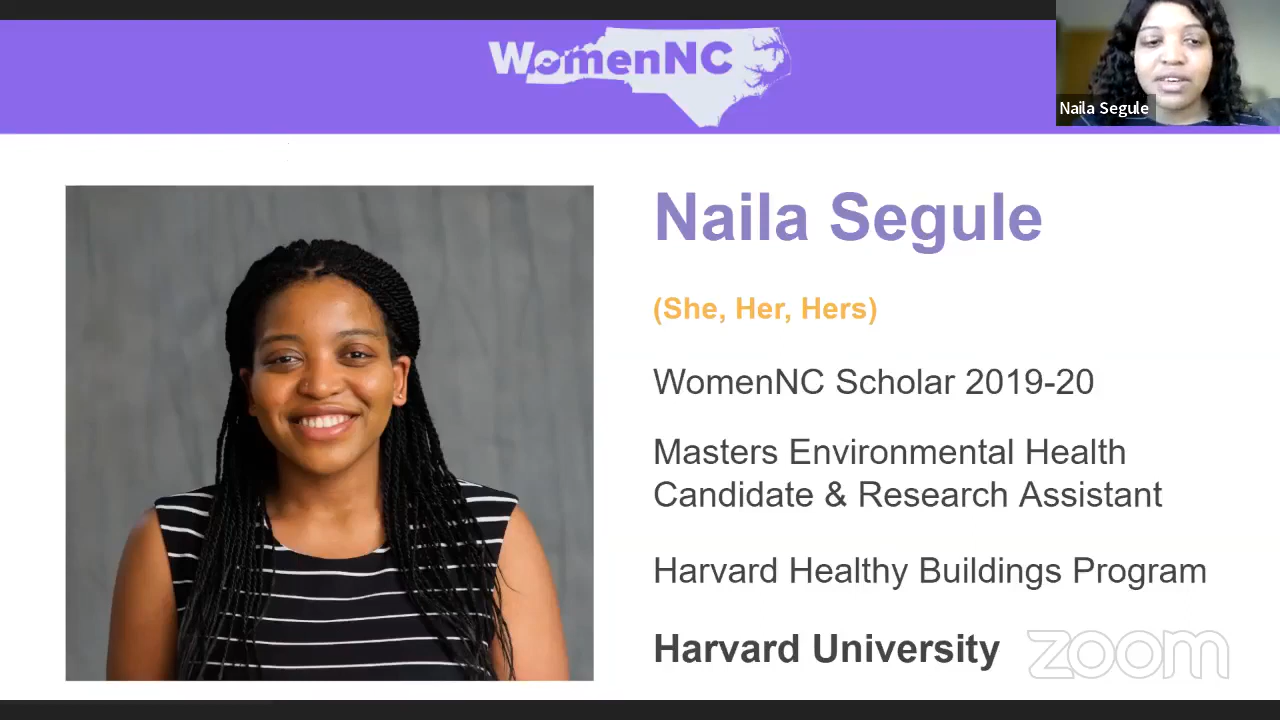 WomenNC
Naila Segule
Naila Segule
(She, Her, Hers)
WomenNC Scholar 2019-20
Masters Environmental Health
Candidate & Research Assistant
Harvard Healthy Buildings Program
Harvard University
zoom